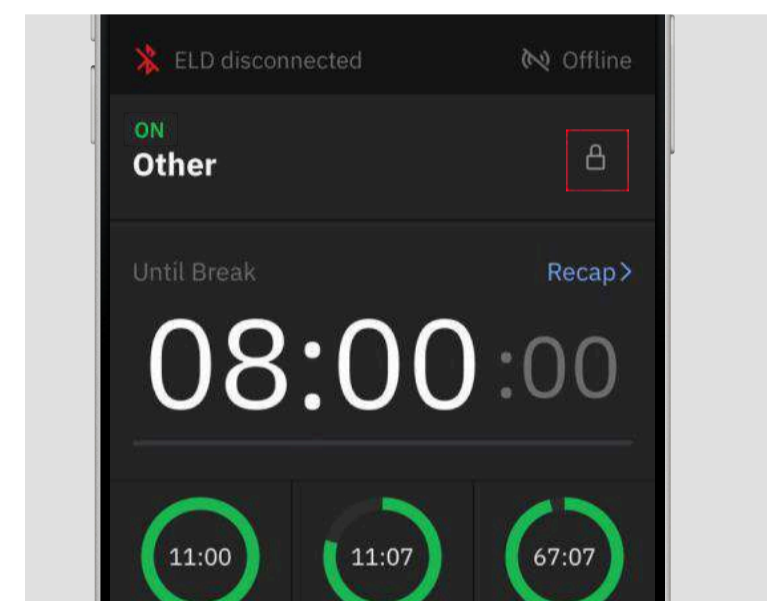 ELD disconnected Offline
ON
Other
Until Break Recap >
08:00:00
11:00 11:07 67:07